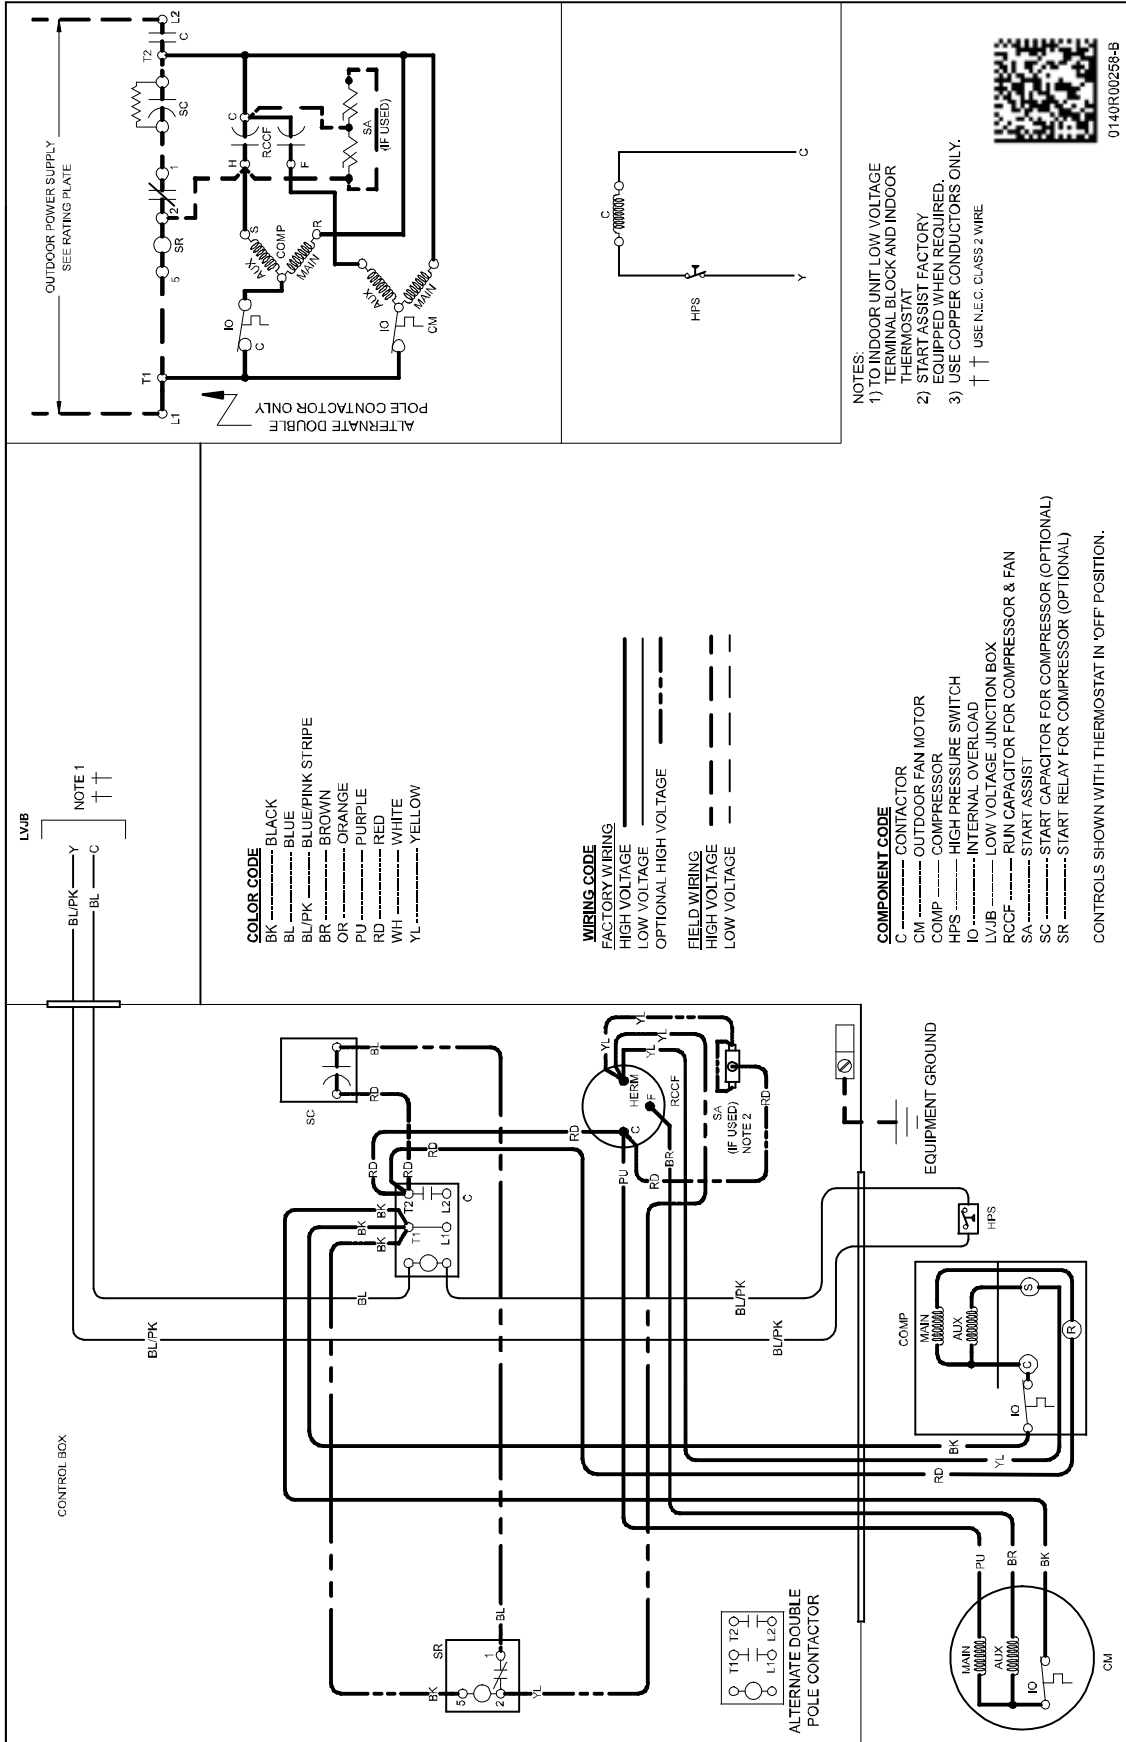 OUTDOOR POWER SUPPLY
SEE RATING PLATE
L1
T1
5
SR
2
1
SC
T2
C
L2
ALTERNATE DOUBLE
POLE CONTACTOR ONLY
C
IO
AUX
S
COMP
MAIN
R
H
RCCF
C
F
SA
(IF USED)
IO
AUX
MAIN
CM
C
HPS
Y
C
NOTES:
1) TO INDOOR UNIT LOW VOLTAGE
TERMINAL BLOCK AND INDOOR
THERMOSTAT
2) START ASSIST FACTORY
EQUIPPED WHEN REQUIRED.
3) USE COPPER CONDUCTORS ONLY.
†† USE N.E.C. CLASS 2 WIRE
0140R00258-B
LVJB
NOTE 1
††
BL/PK
Y
BL
C
COLOR CODE
BK BLACK
BL BLUE
BL/PK BLUE/PINK STRIPE
BR BROWN
OR ORANGE
PU PURPLE
RD RED
WH WHITE
YL YELLOW
WIRING CODE
FACTORY WIRING
HIGH VOLTAGE
LOW VOLTAGE
OPTIONAL HIGH VOLTAGE
FIELD WIRING
HIGH VOLTAGE
LOW VOLTAGE
COMPONENT CODE
C CONTACTOR
CM OUTDOOR FAN MOTOR
COMP COMPRESSOR
HPS HIGH PRESSURE SWITCH
IO INTERNAL OVERLOAD
LVJB LOW VOLTAGE JUNCTION BOX
RCCF RUN CAPACITOR FOR COMPRESSOR & FAN
SA START ASSIST
SC START CAPACITOR FOR COMPRESSOR (OPTIONAL)
SR START RELAY FOR COMPRESSOR (OPTIONAL)
CONTROLS SHOWN WITH THERMOSTAT IN 'OFF' POSITION.
CONTROL BOX
BL/PK
BL
SC
RD
BL
RD
RD
RD
RD
BK
BK
BK
T2
T1
L2
L1
C
BL/PK
BL/PK
YL
YL
YL
HERM
F
C
RCCF
PU
BR
RD
SA
(IF USED)
NOTE 2
RD
EQUIPMENT GROUND
HPS
COMP
MAIN
AUX
S
R
C
IO
BK
YL
RD
SR
5
2
1
BK
BL
YL
T1
T2
L1
L2
ALTERNATE DOUBLE
POLE CONTACTOR
PU
BR
BK
MAIN
AUX
IO
CM